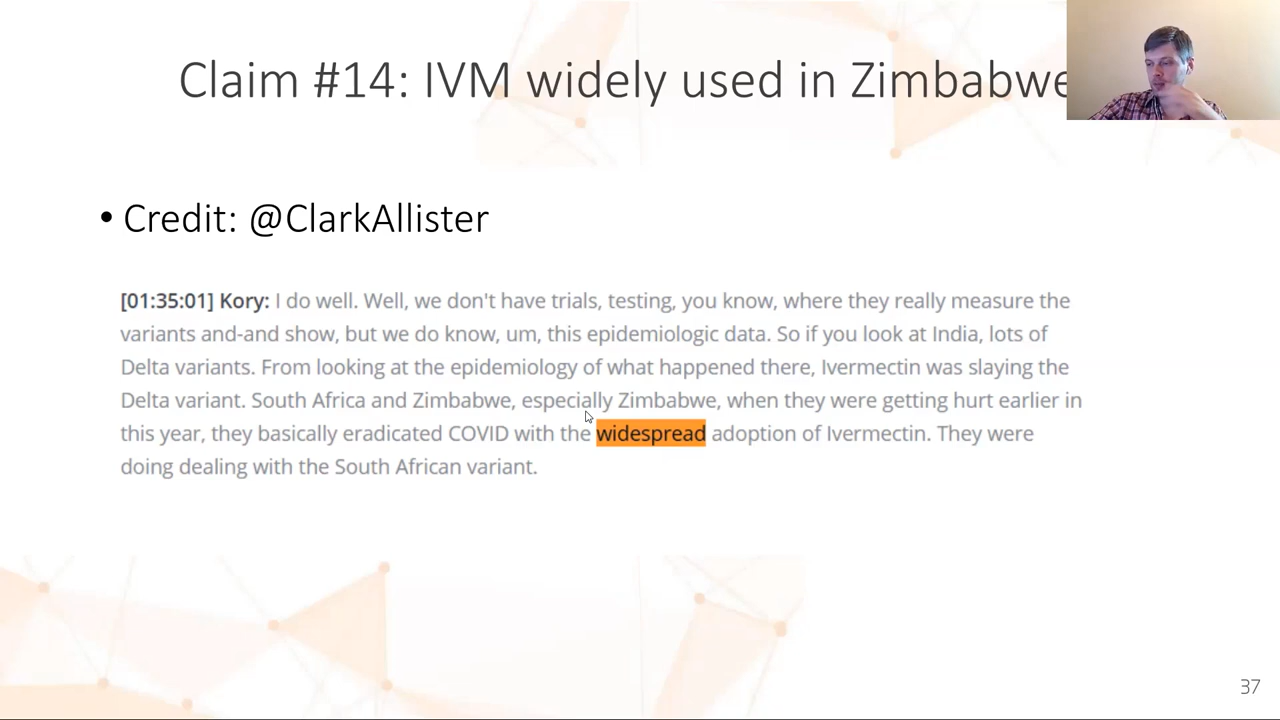 Claim #14: IVM widely used in Zimbabwe
• Credit: @ClarkAllister
[01:35:01] Kory: I do well. Well, we don't have trials, testing, you know, where they really measure the
variants and-and show, but we do know, um, this epidemiologic data. So if you look at India, lots of
Delta variants. From looking at the epidemiology of what happened there, Ivermectin was slaying the
Delta variant. South Africa and Zimbabwe, especially Zimbabwe, when they were getting hurt earlier in
this year, they basically eradicated COVID with the widespread adoption of Ivermectin. They were
doing dealing with the South African variant.
37